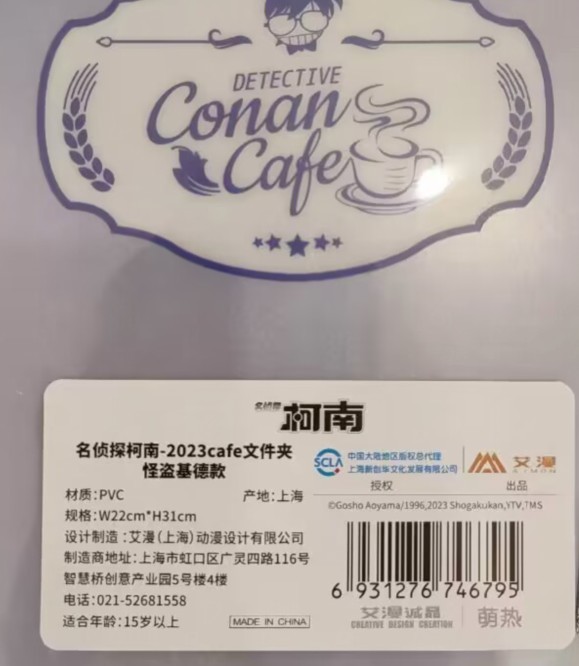 DETECTIVE
Conan
Cafe
名侦探
柯南
名侦探柯南-2023cafe文件夹
怪盗基德款
材质:PVC
产地:上海
规格:W22cm*H31cm
设计制造:艾漫(上海)动漫设计有限公司
制造商地址:上海市虹口区广灵四路116号
智慧桥创意产业园5号楼4楼
电话:021-52681558
适合年龄:15岁以上
MADE IN CHINA
SCLA
中国大陆地区版权总代理
上海新创华文化发展有限公司
艾漫
授权
出品
©Gosho Aoyama/1996,2023 Shogakukan,YTV,TMS
6 931276 746795
艾漫诚品
CREATIVE DESIGN CREATION
萌热